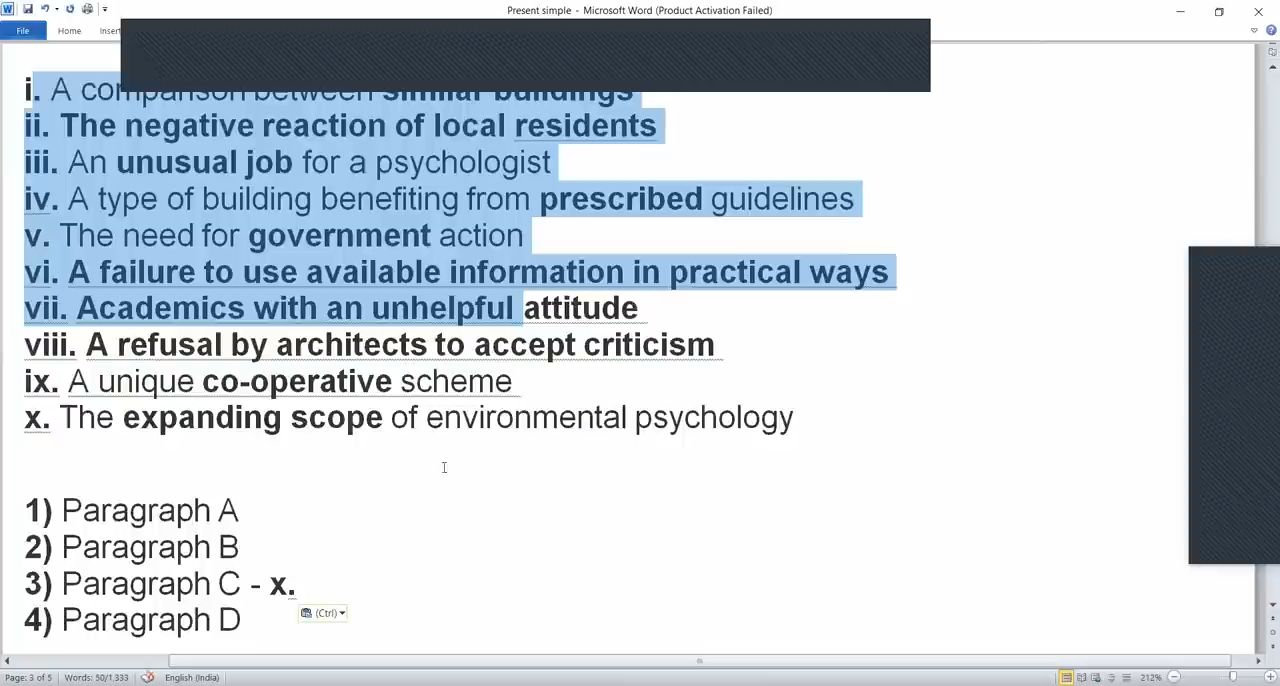 Present simple - Microsoft Word (Product Activation Failed)
File Home Insert
i. A comparison between similar buildings
ii. The negative reaction of local residents
iii. An unusual job for a psychologist
iv. A type of building benefiting from prescribed guidelines
v. The need for government action
vi. A failure to use available information in practical ways
vii. Academics with an unhelpful attitude
viii. A refusal by architects to accept criticism
ix. A unique co-operative scheme
x. The expanding scope of environmental psychology
1) Paragraph A
2) Paragraph B
3) Paragraph C - x.
4) Paragraph D
(Ctrl)
Page: 3 of 5 Words: 50/1,333 English (India) 212%